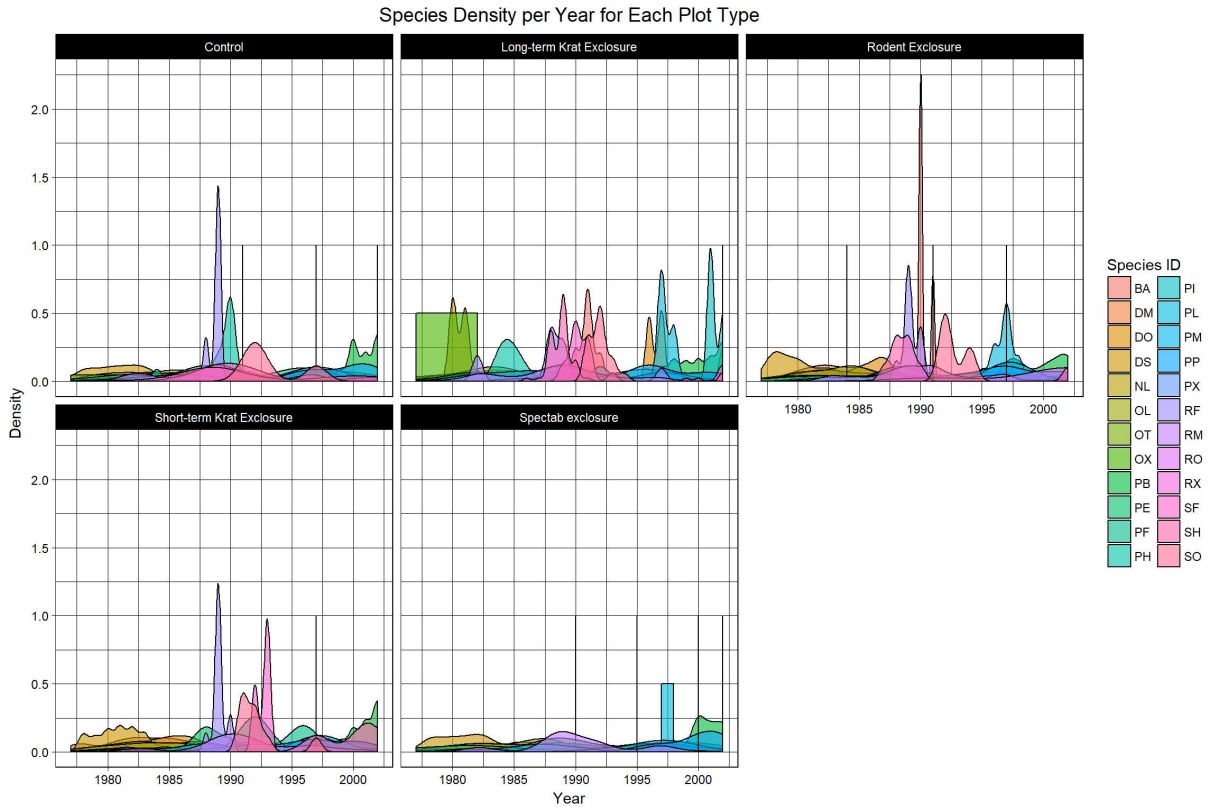 Species Density per Year for Each Plot Type
Control
Long-term Krat Exclosure
Rodent Exclosure
2.0
1.5
1.0
0.5
0.0
1980 1985 1990 1995 2000
Short-term Krat Exclosure
Spectab exclosure
2.0
1.5
1.0
0.5
0.0
1980 1985 1990 1995 2000
1980 1985 1990 1995 2000
Density
Year
Species ID
BA PI
DM PL
DO PM
DS PP
NL PX
OL RF
OT RM
OX RO
PB RX
PE SF
PF SH
PH SO